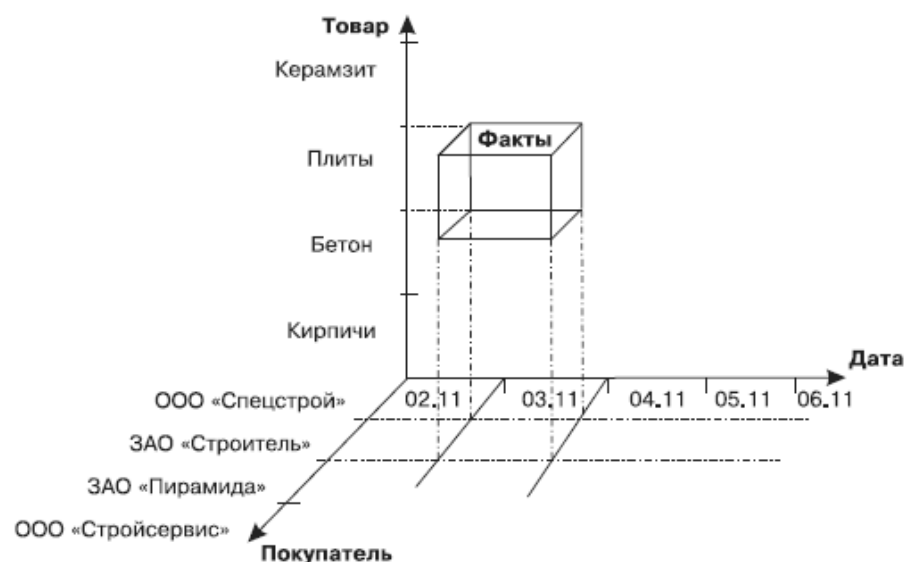 Товар
Керамзит
Факты
Плиты
Бетон
Кирпичи
Дата
ООО «Спецстрой»
02.11 03.11 04.11 05.11 06.11
ЗАО «Строитель»
ЗАО «Пирамида»
ООО «Стройсервис»
Покупатель